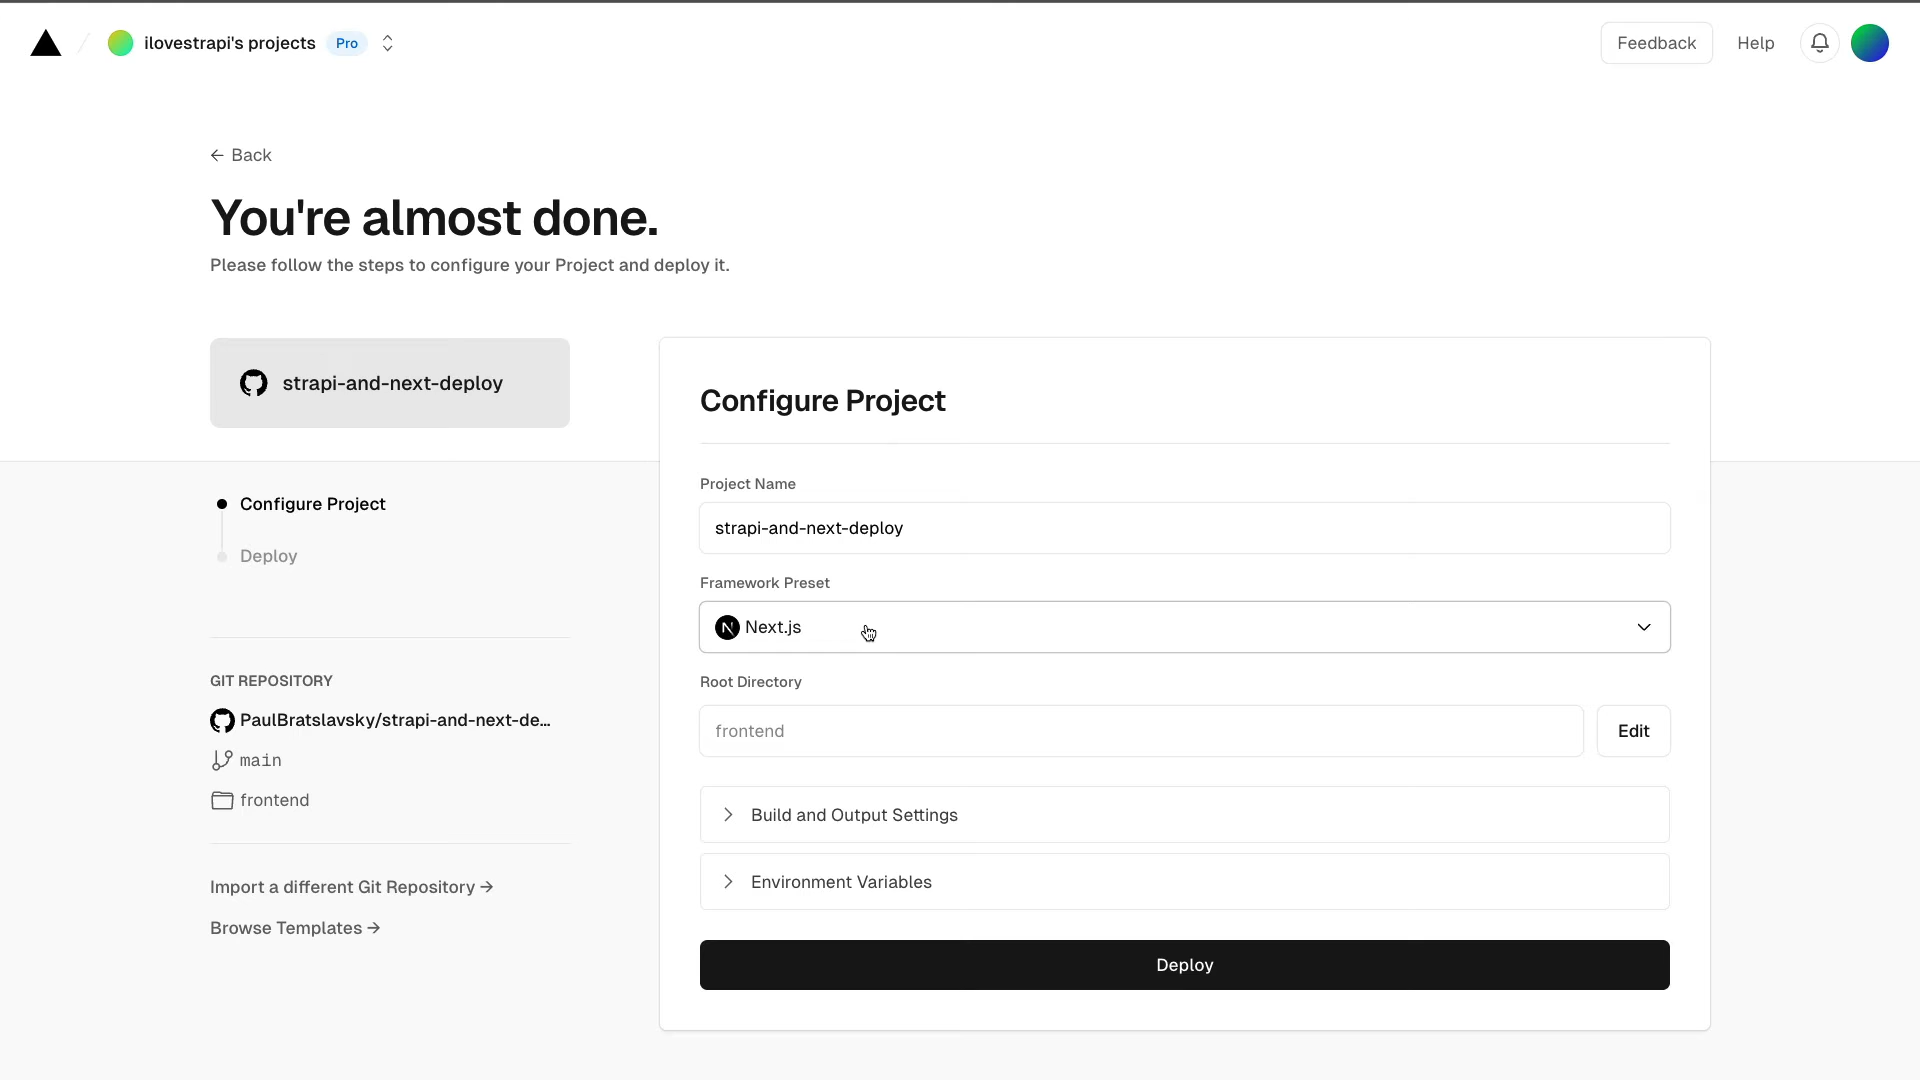 ilovestrapi's projects Pro
Feedback Help
← Back
You're almost done.
Please follow the steps to configure your Project and deploy it.
strapi-and-next-deploy
Configure Project
Deploy
GIT REPOSITORY
PaulBratslavsky/strapi-and-next-de...
main
frontend
Import a different Git Repository →
Browse Templates →
Configure Project
Project Name
strapi-and-next-deploy
Framework Preset
N Next.js
Root Directory
frontend Edit
Build and Output Settings
Environment Variables
Deploy